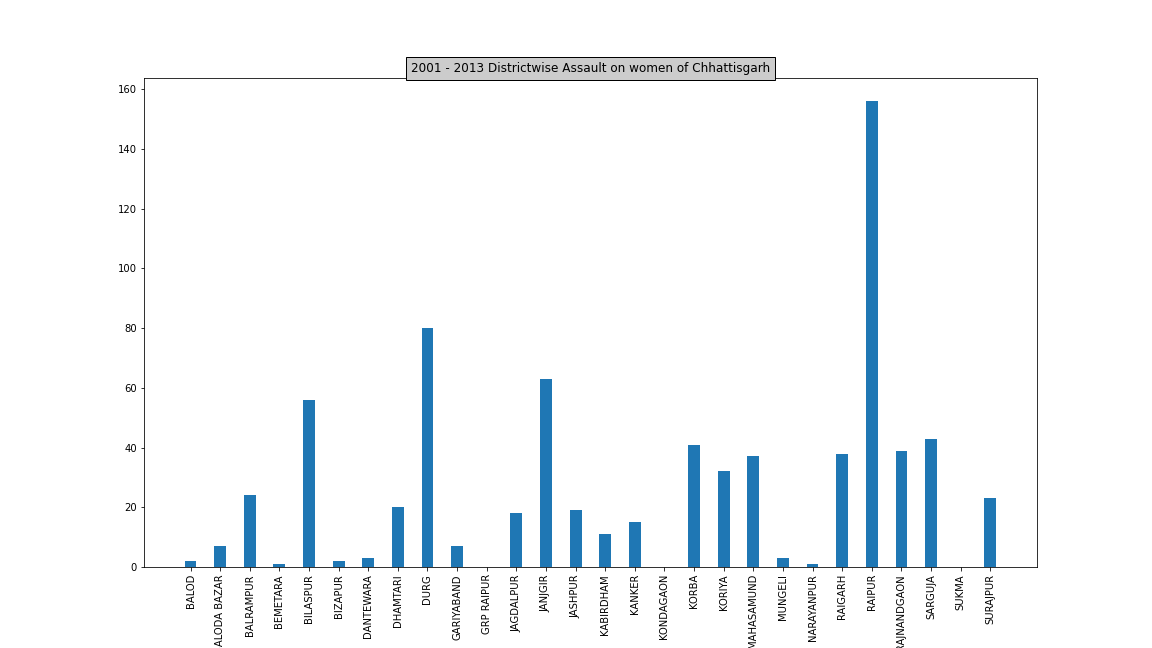 2001 - 2013 Districtwise Assault on women of Chhattisgarh
160
140
120
100
80
60
40
20
0
BALOD
ALODA BAZAR
BALRAMPUR
BEMETARA
BILASPUR
BIZAPUR
DANTEWARA
DHAMTARI
DURG
GARIYABAND
GRP RAIPUR
JAGDALPUR
JANJGIR
JASHPUR
KABIRDHAM
KANKER
KONDAGAON
KORBA
KORIYA
MAHASAMUND
MUNGELI
NARAYANPUR
RAIGARH
RAIPUR
RAJNANDGAON
SARGUJA
SUKMA
SURAJPUR